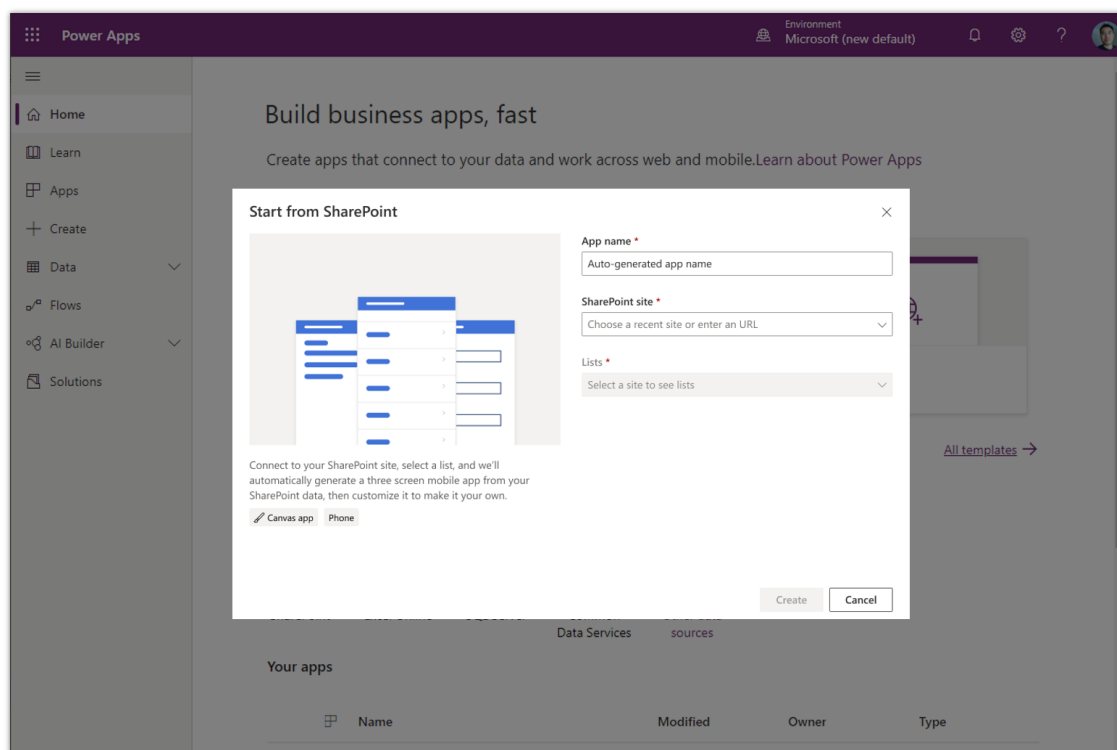 Power Apps
Environment
Microsoft (new default)
Home
Learn
Apps
Create
Data
Flows
AI Builder
Solutions
Build business apps, fast
Create apps that connect to your data and work across web and mobile.Learn about Power Apps
Start from SharePoint
App name *
Auto-generated app name
SharePoint site *
Choose a recent site or enter an URL
Lists *
Select a site to see lists
Connect to your SharePoint site, select a list, and we'll
automatically generate a three screen mobile app from your
SharePoint data, then customize it to make it your own.
Canvas app Phone
Create Cancel
All templates
Data Services sources
Your apps
Name Modified Owner Type